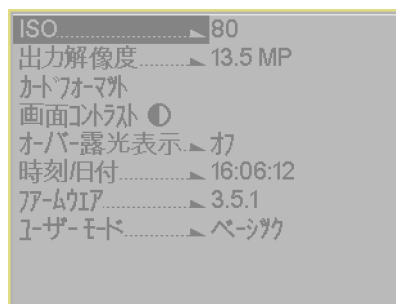 ISO 80
出力解像度 13.5 MP
ｶｰﾄﾞﾌｫｰﾏｯﾄ
画面ｺﾝﾄﾗｽﾄ
ｵｰﾊﾞｰ露光表示 ｵﾌ
時刻/日付 16:06:12
ﾌｧｰﾑｳｪｱ 3.5.1
ﾕｰｻﾞｰ ﾓｰﾄﾞ ﾍﾞｰｼｯｸ